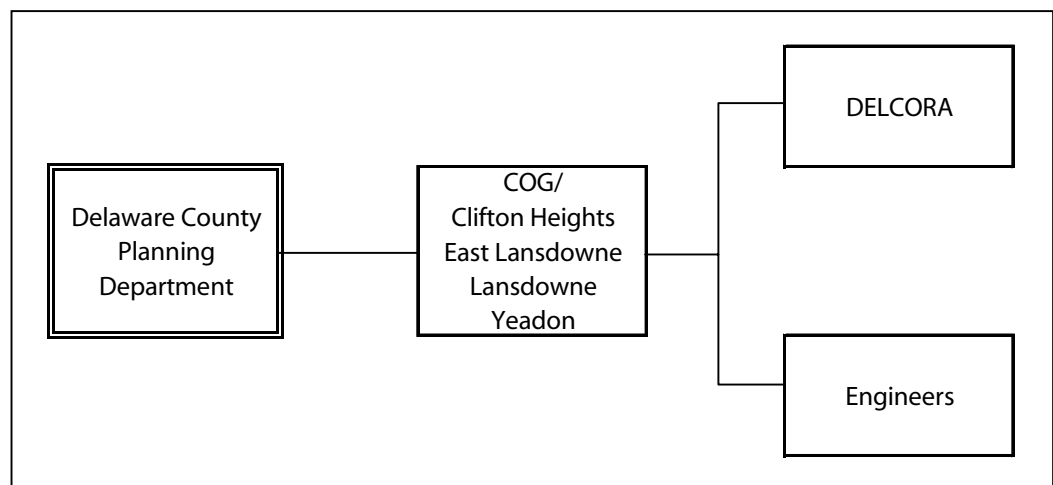 Delaware County
Planning
Department
COG/
Clifton Heights
East Lansdowne
Lansdowne
Yeadon
DELCORA
Engineers